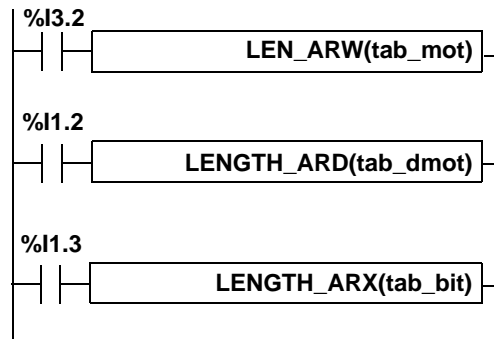 %I3.2
LEN_ARW(tab_mot)
%I1.2
LENGTH_ARD(tab_dmot)
%I1.3
LENGTH_ARX(tab_bit)